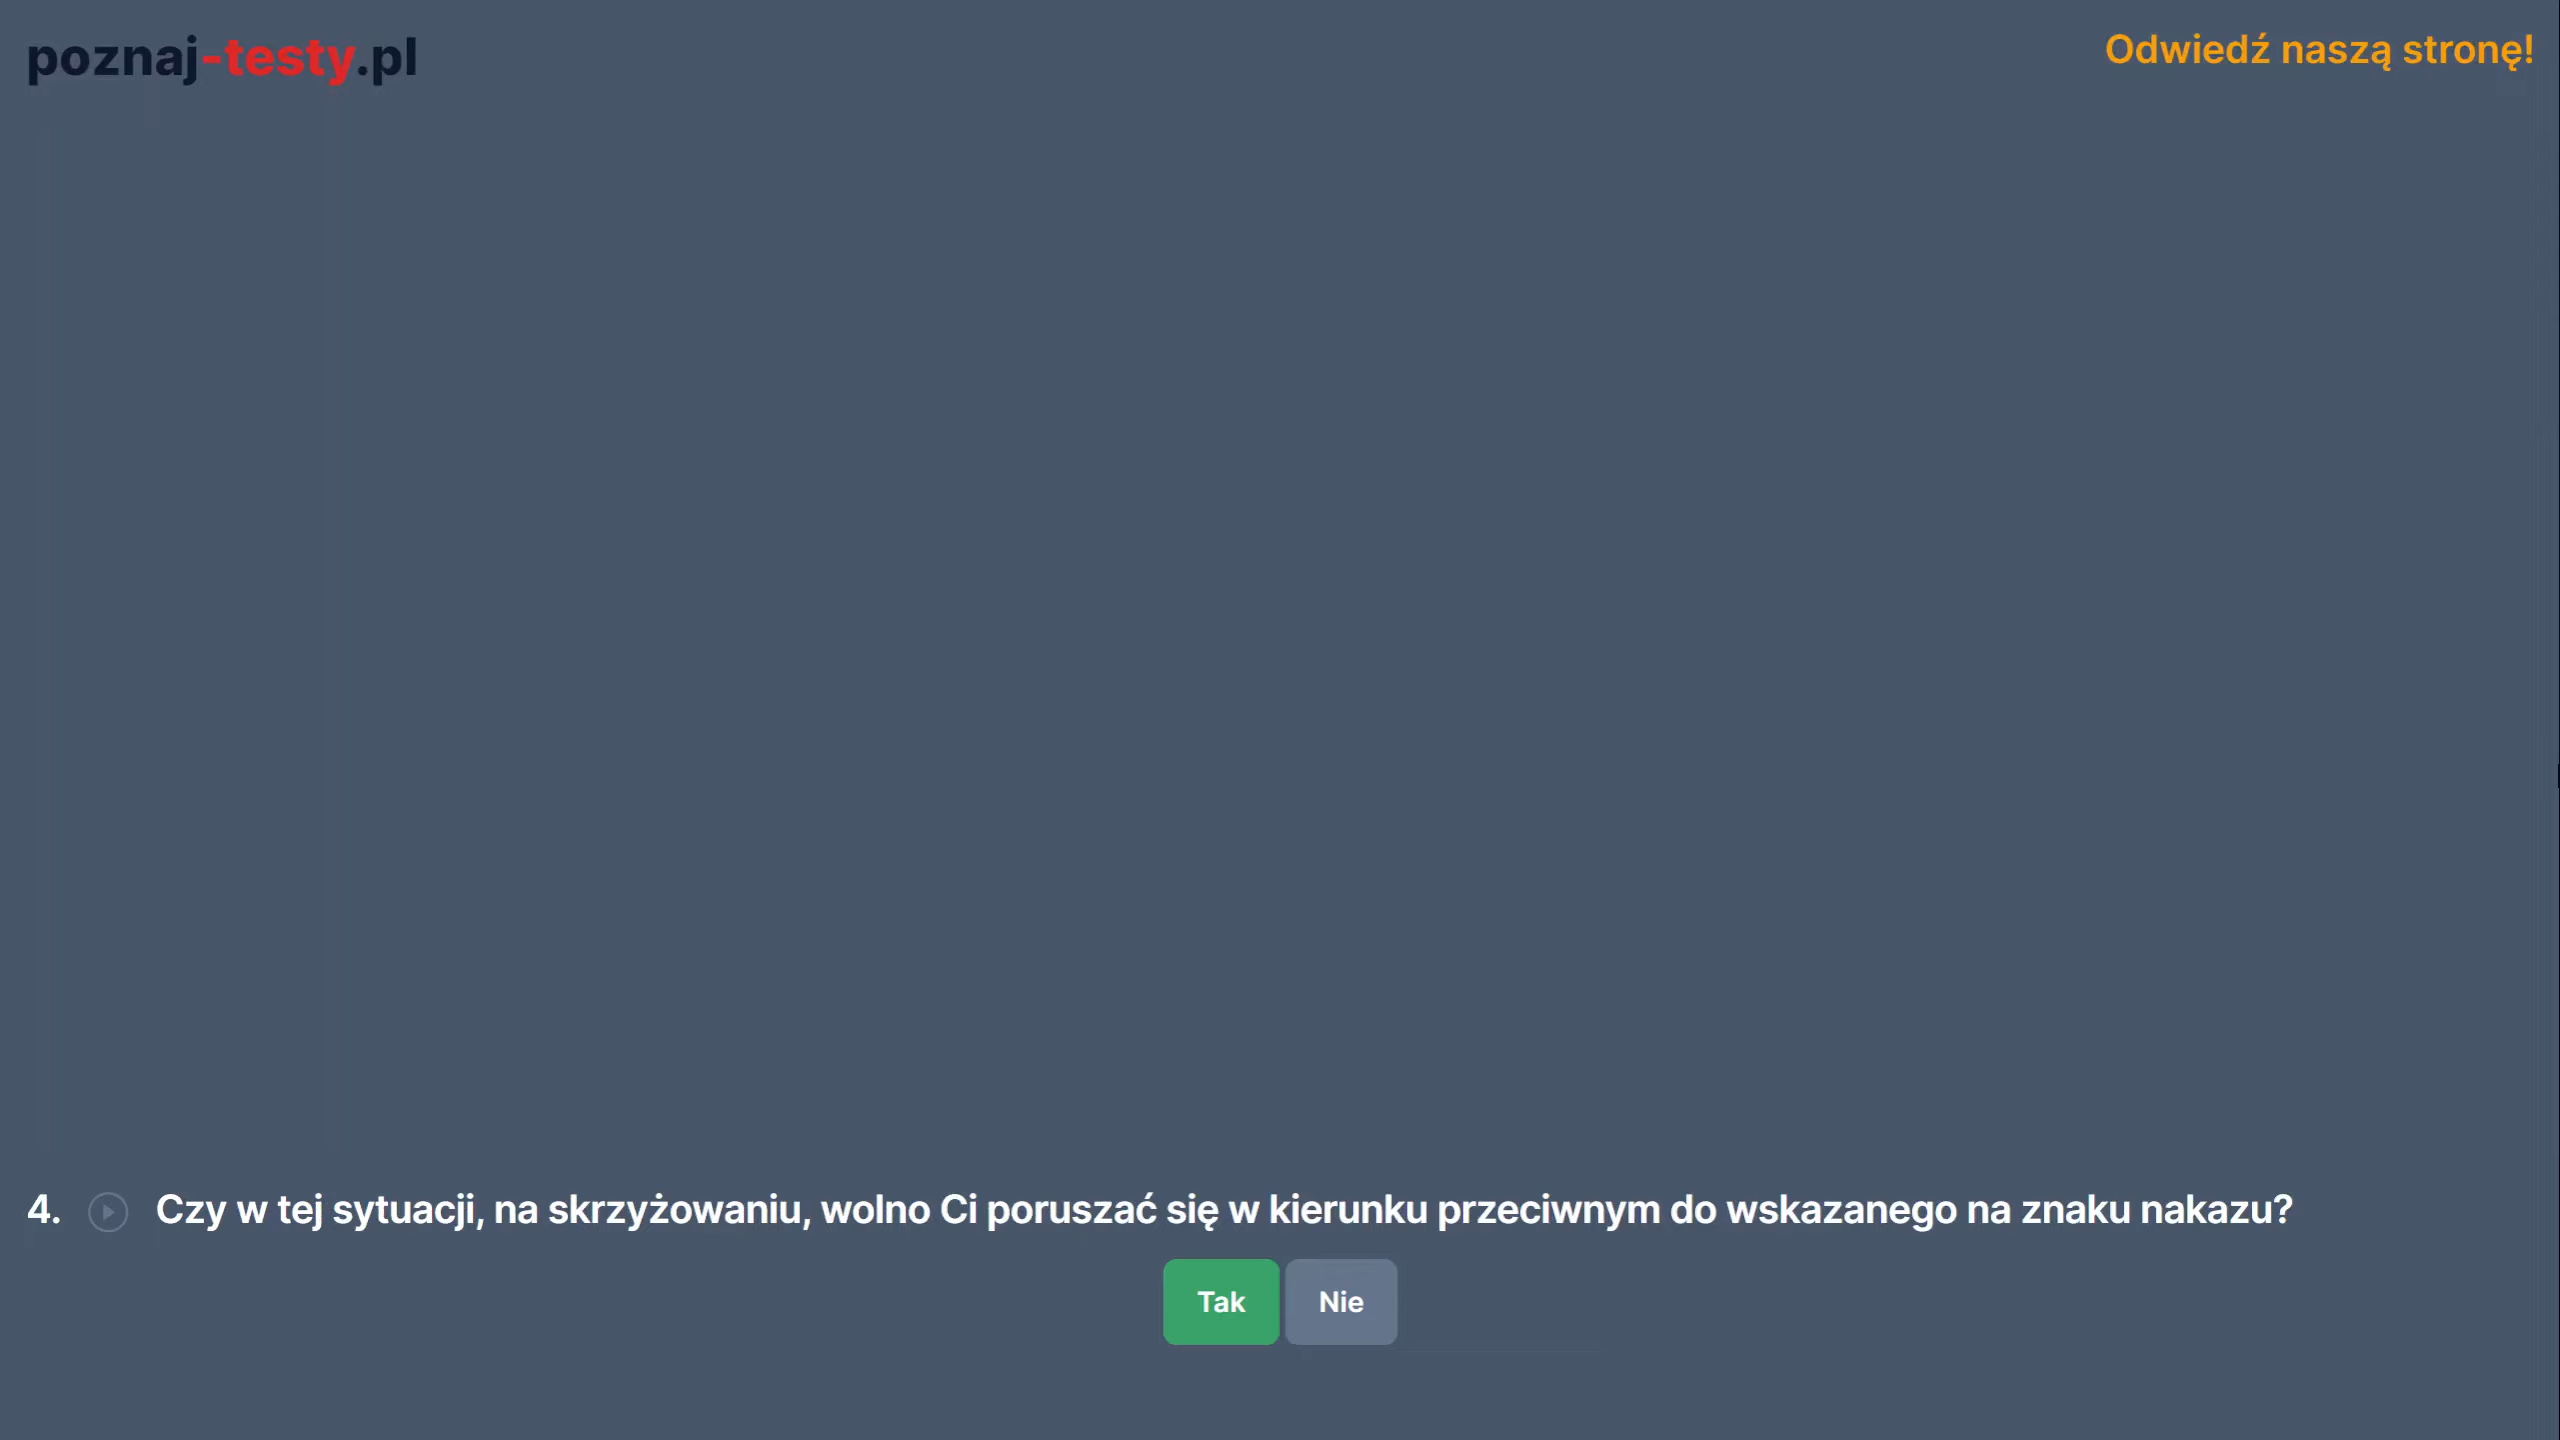 poznaj-testy.pl
Odwiedź naszą stronę!
4. Czy w tej sytuacji, na skrzyżowaniu, wolno Ci poruszać się w kierunku przeciwnym do wskazanego na znaku nakazu?
Tak
Nie